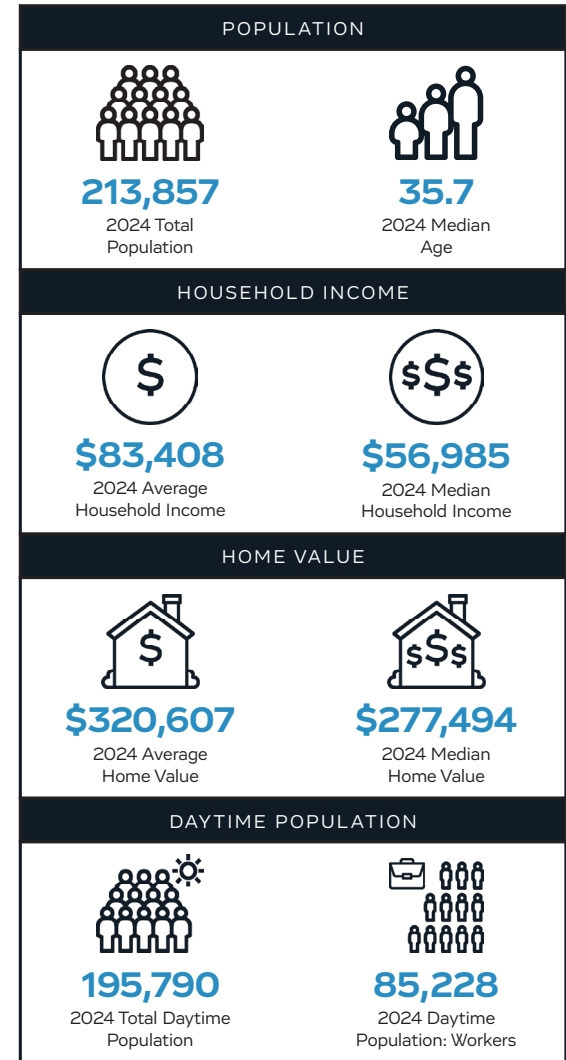 POPULATION
213,857
2024 Total
Population
35.7
2024 Median
Age
HOUSEHOLD INCOME
$
$83,408
2024 Average
Household Income
$$$
$56,985
2024 Median
Household Income
HOME VALUE
$
$320,607
2024 Average
Home Value
$$$
$277,494
2024 Median
Home Value
DAYTIME POPULATION
195,790
2024 Total Daytime
Population
85,228
2024 Daytime
Population: Workers